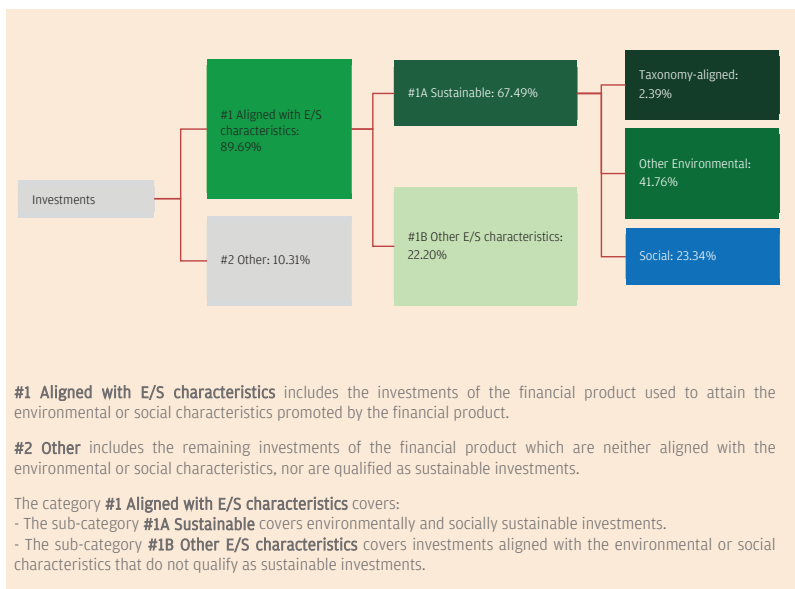 Investments
#1 Aligned with E/S
characteristics:
89.69%
#2 Other: 10.31%
#1A Sustainable: 67.49%
#1B Other E/S characteristics:
22.20%
Taxonomy-aligned:
2.39%
Other Environmental:
41.76%
Social: 23.34%
#1 Aligned with E/S characteristics includes the investments of the financial product used to attain the
environmental or social characteristics promoted by the financial product.
#2 Other includes the remaining investments of the financial product which are neither aligned with the
environmental or social characteristics, nor are qualified as sustainable investments.
The category #1 Aligned with E/S characteristics covers:
- The sub-category #1A Sustainable covers environmentally and socially sustainable investments.
- The sub-category #1B Other E/S characteristics covers investments aligned with the environmental or social
characteristics that do not qualify as sustainable investments.